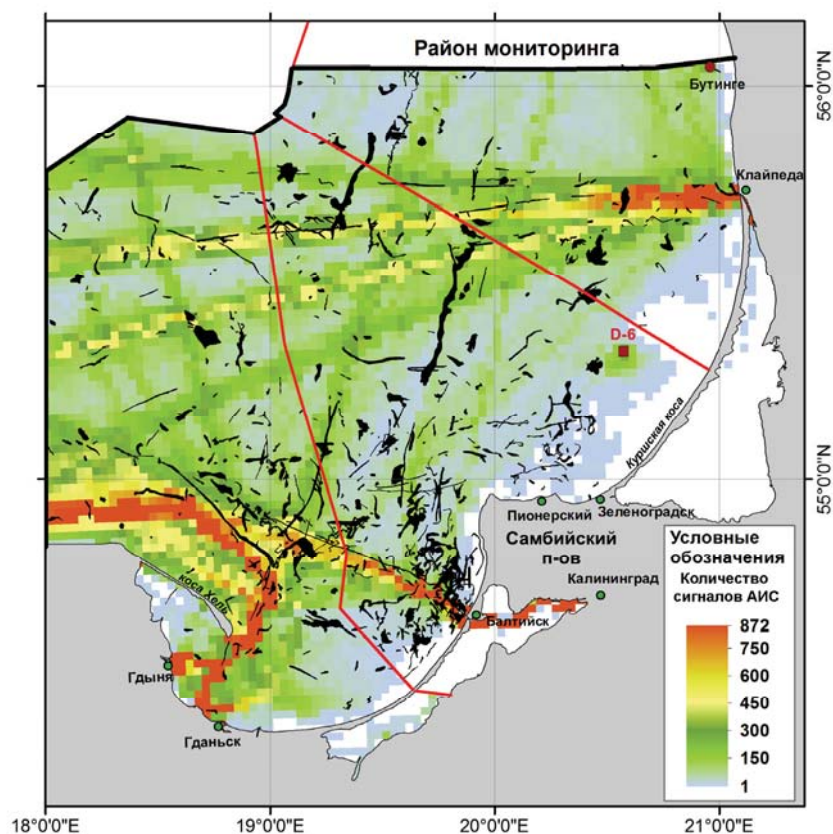 Район мониторинга
Бутинге
56°0'0"N
Клайпеда
D-6
Куршская коса
55°0'0"N
Пионерский
Зеленоградск
Самбийский
п-ов
Калининград
Балтийск
коса Хель
Гдыня
Гданьск
Условные
обозначения
Количество
сигналов АИС
872
750
600
450
300
150
1
18°0'0"E
19°0'0"E
20°0'0"E
21°0'0"E